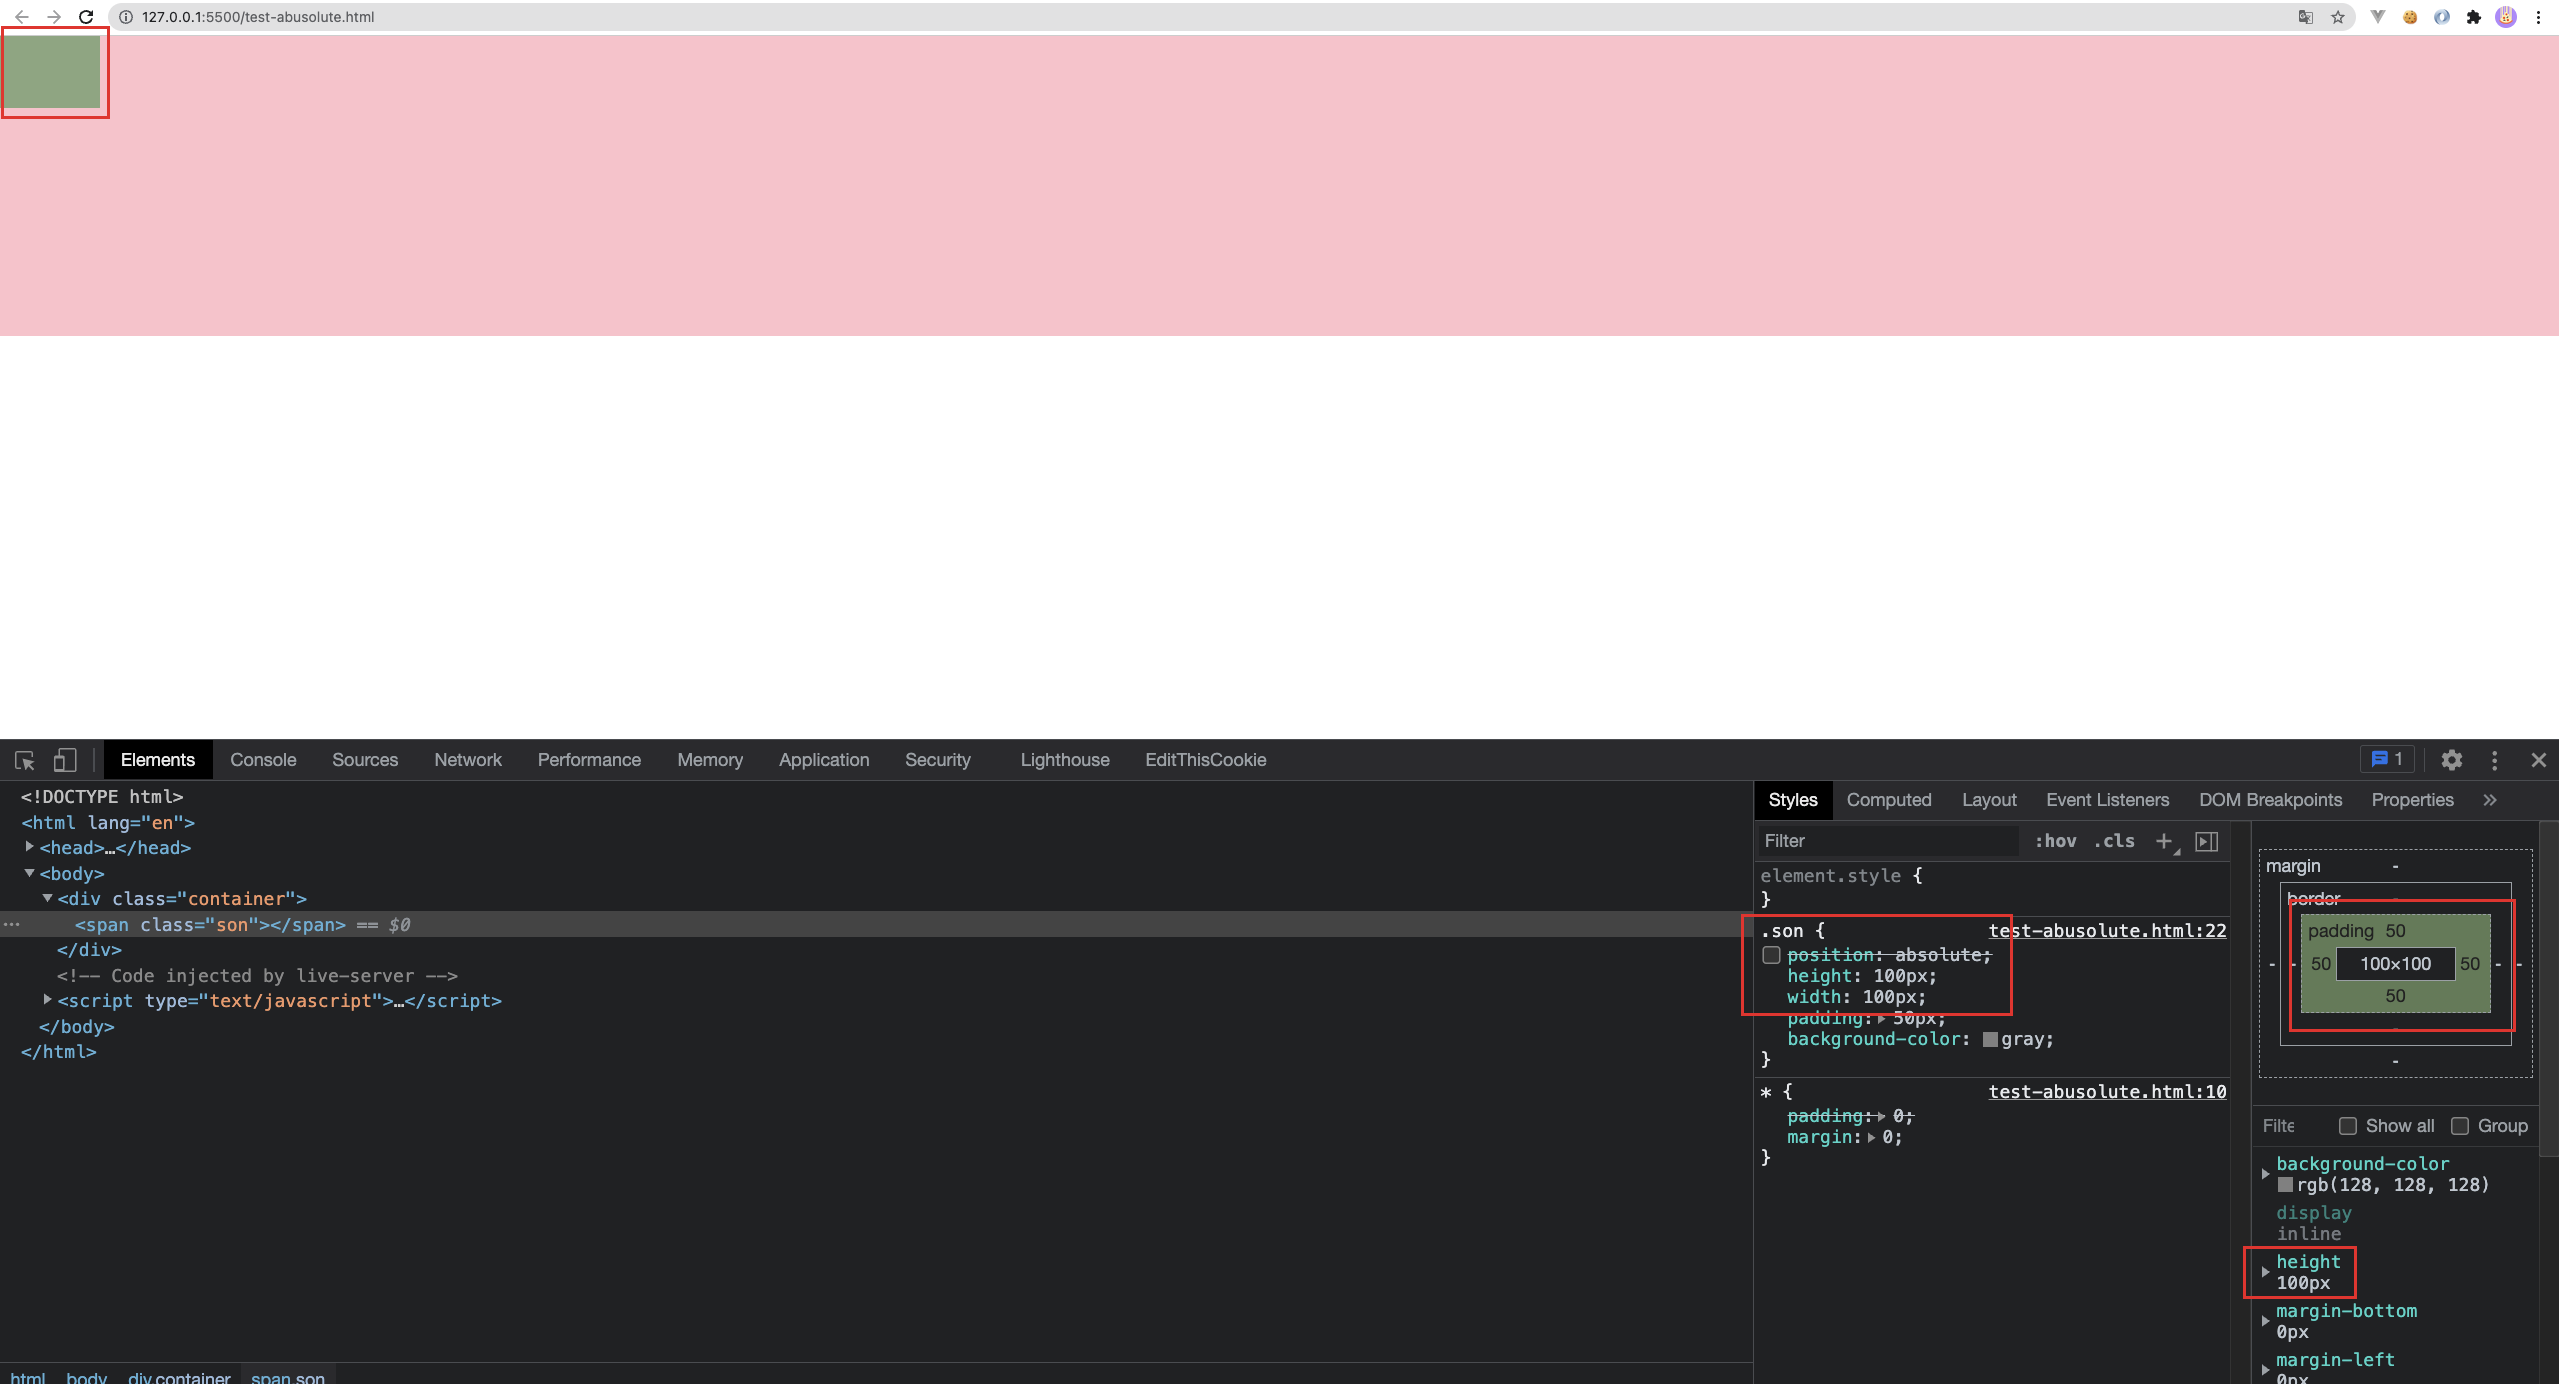 127.0.0.1:5500/test-abusolute.html
Elements Console Sources Network Performance Memory Application Security Lighthouse EditThisCookie 1
<!DOCTYPE html>
<html lang="en">
<head>…</head>
<body>
<div class="container">
<span class="son"></span> == $0
</div>
<!-- Code injected by live-server -->
<script type="text/javascript">…</script>
</body>
</html>
html body div.container span.son
Styles Computed Layout Event Listeners DOM Breakpoints Properties
Filter :hov .cls
element.style {
}
.son { test-abusolute.html:22
position: absolute;
height: 100px;
width: 100px;
padding: 50px;
background-color: gray;
}
* { test-abusolute.html:10
padding: 0;
margin: 0;
}
margin -
border -
padding 50
- - 50 100×100 50 - -
50
-
-
Filte Show all Group
background-color
rgb(128, 128, 128)
display
inline
height
100px
margin-bottom
0px
margin-left
0px